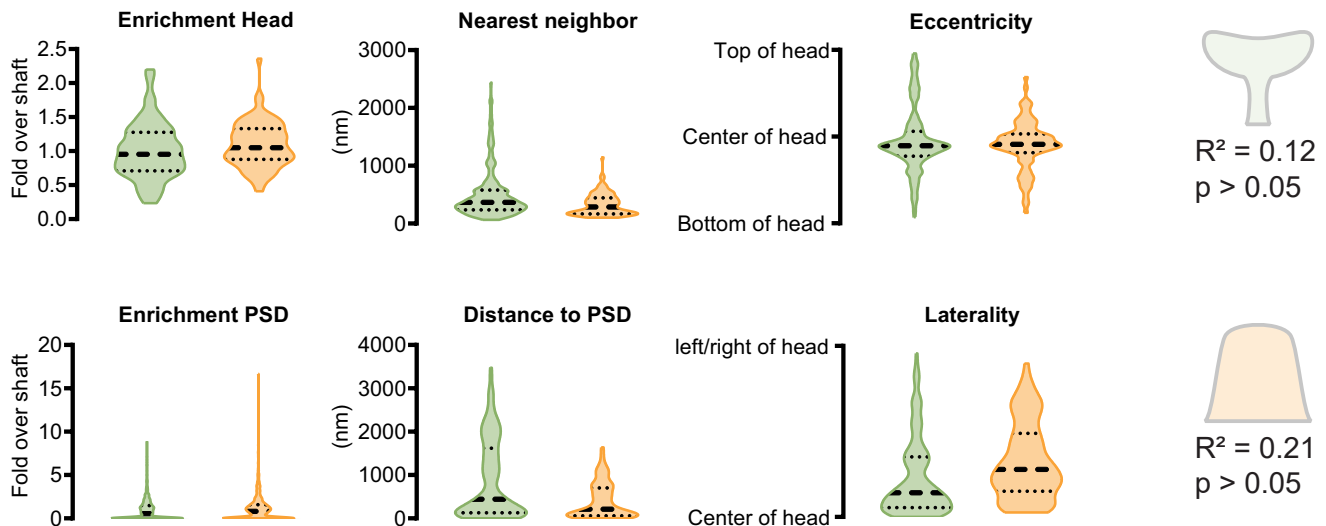 Enrichment Head
Fold over shaft
2.5
2.0
1.5
1.0
0.5
0.0
Nearest neighbor
(nm)
3000
2000
1000
0
Eccentricity
Top of head
Center of head
Bottom of head
R² = 0.12
p > 0.05
Enrichment PSD
Fold over shaft
20
15
10
5
0
Distance to PSD
(nm)
4000
3000
2000
1000
0
Laterality
left/right of head
Center of head
R² = 0.21
p > 0.05